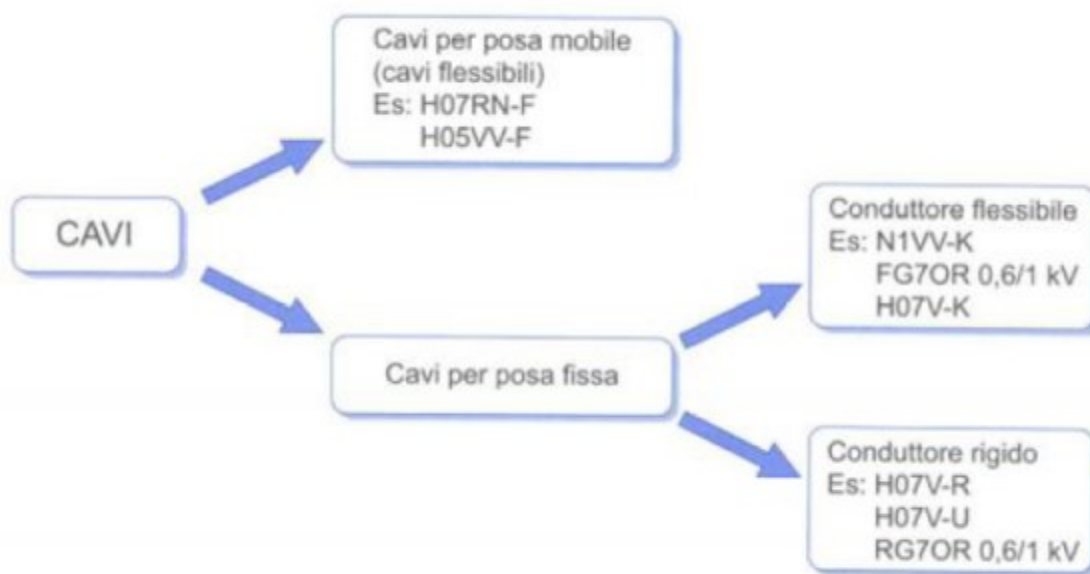 Cavi per posa mobile
(cavi flessibili)
Es: H07RN-F
H05VV-F
CAVI
Conduttore flessibile
Es: N1VV-K
FG7OR 0,6/1 kV
H07V-K
Cavi per posa fissa
Conduttore rigido
Es: H07V-R
H07V-U
RG7OR 0,6/1 kV